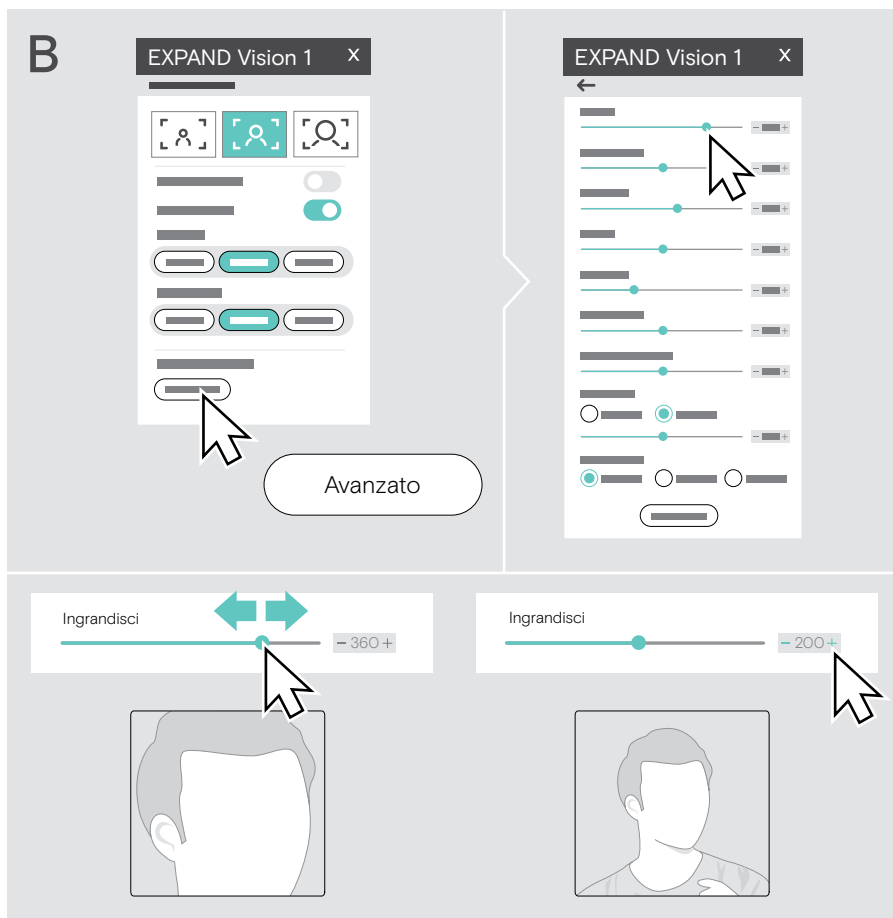 B
EXPAND Vision 1 X
EXPAND Vision 1 X
Avanzato
Ingrandisci
− 360 +
Ingrandisci
− 200 +